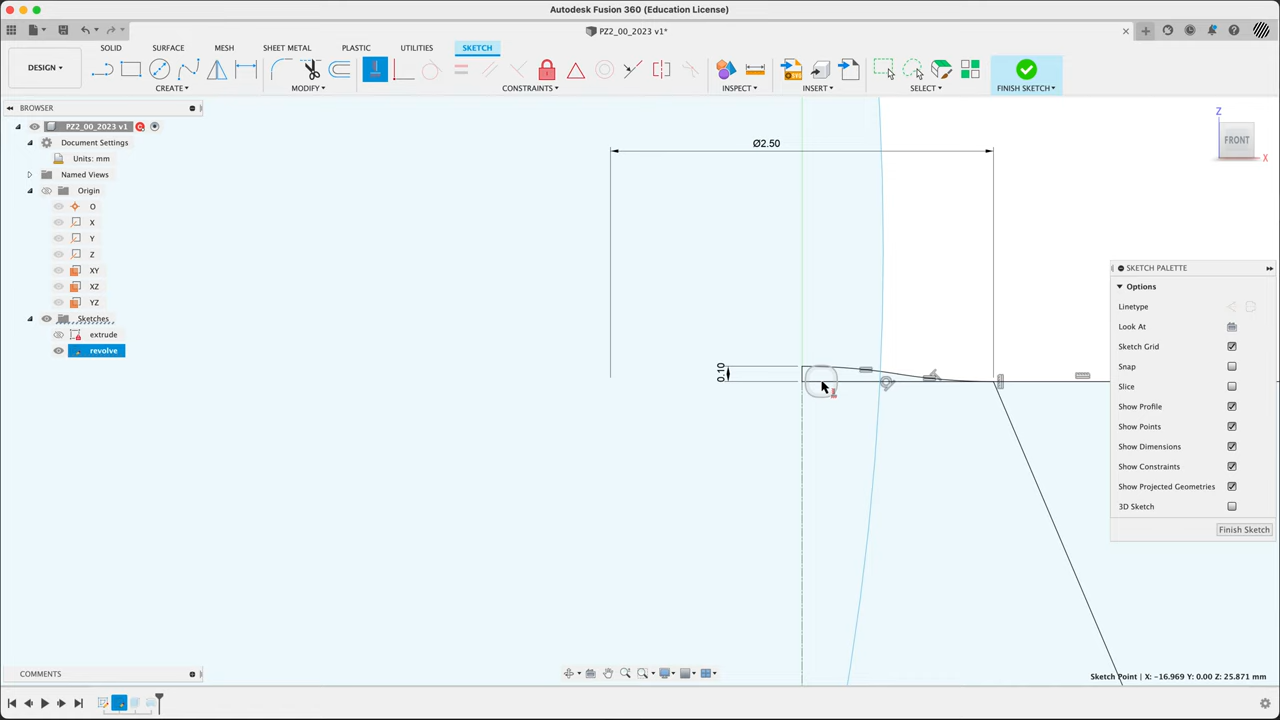 Autodesk Fusion 360 (Education License)
PZ2_00_2023 v1*
SOLID SURFACE MESH SHEET METAL PLASTIC UTILITIES SKETCH
DESIGN
CREATE MODIFY CONSTRAINTS INSPECT INSERT SELECT FINISH SKETCH
BROWSER
PZ2_00_2023 v1
Document Settings
Units: mm
Named Views
Origin
O
X
Y
Z
XY
XZ
YZ
Sketches
extrude
revolve
Ø2.50
0.10
Z
FRONT
X
SKETCH PALETTE
Options
Linetype
Look At
Sketch Grid
Snap
Slice
Show Profile
Show Points
Show Dimensions
Show Constraints
Show Projected Geometries
3D Sketch
Finish Sketch
COMMENTS
Sketch Point | X: -16.969 Y: 0.00 Z: 25.871 mm